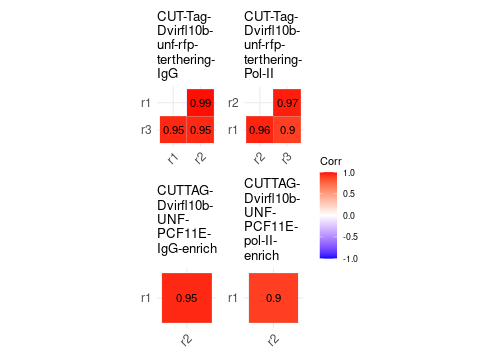 CUT-Tag-
Dvirfl10b-
unf-rfp-
terthering-
IgG
r1
0.99
r3
0.95
0.95
r1
r2
CUT-Tag-
Dvirfl10b-
unf-rfp-
terthering-
Pol-II
r2
0.97
r1
0.96
0.9
r2
r3
CUTTAG-
Dvirfl10b-
UNF-
PCF11E-
IgG-enrich
r1
0.95
r2
CUTTAG-
Dvirfl10b-
UNF-
PCF11E-
pol-II-
enrich
r1
0.9
r2
Corr
1.0
0.5
0.0
-0.5
-1.0